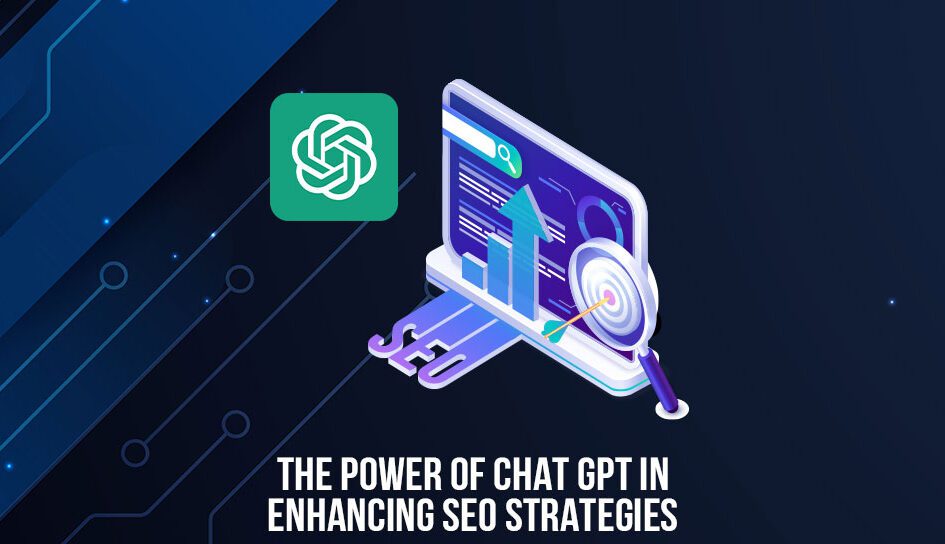 SEO
THE POWER OF CHAT GPT IN
ENHANCING SEO STRATEGIES